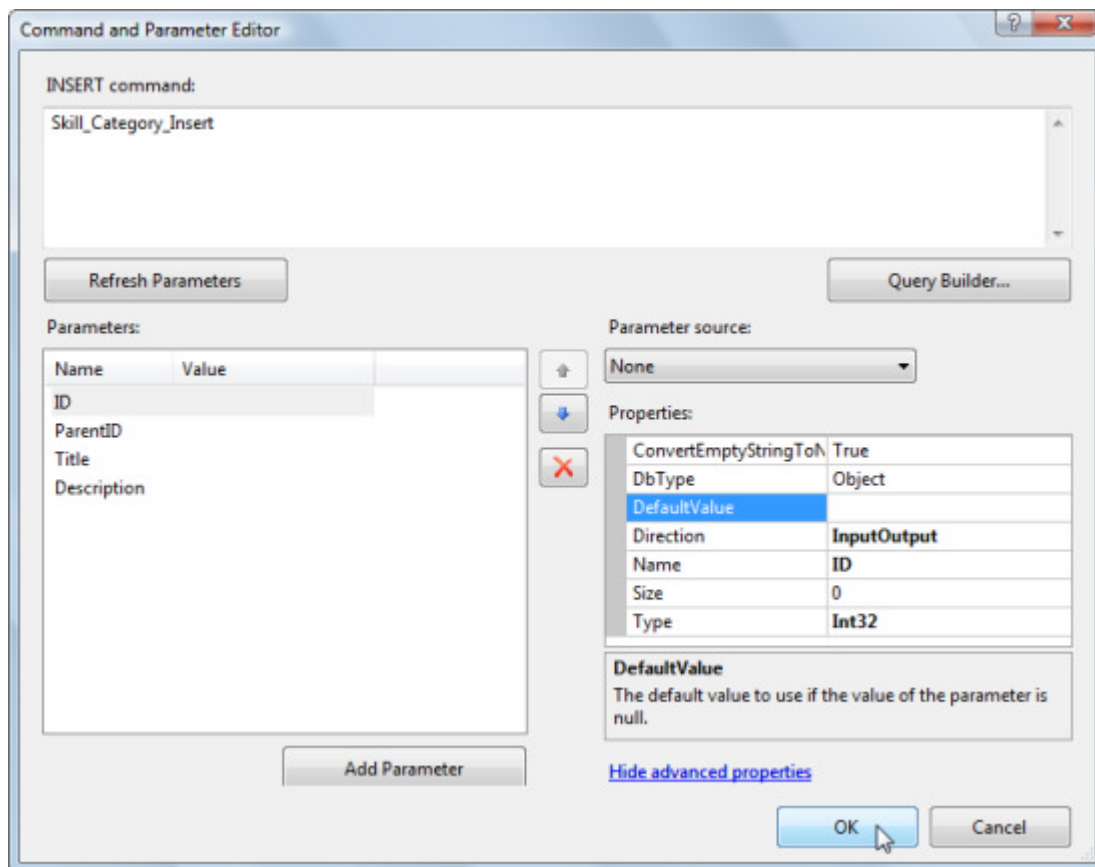 Command and Parameter Editor
INSERT command:
Skill_Category_Insert
Refresh Parameters
Query Builder...
Parameters:
Name Value
ID
ParentID
Title
Description
Add Parameter
Parameter source:
None
Properties:
ConvertEmptyStringToN True
DbType Object
DefaultValue
Direction InputOutput
Name ID
Size 0
Type Int32
DefaultValue
The default value to use if the value of the parameter is
null.
Hide advanced properties
OK Cancel